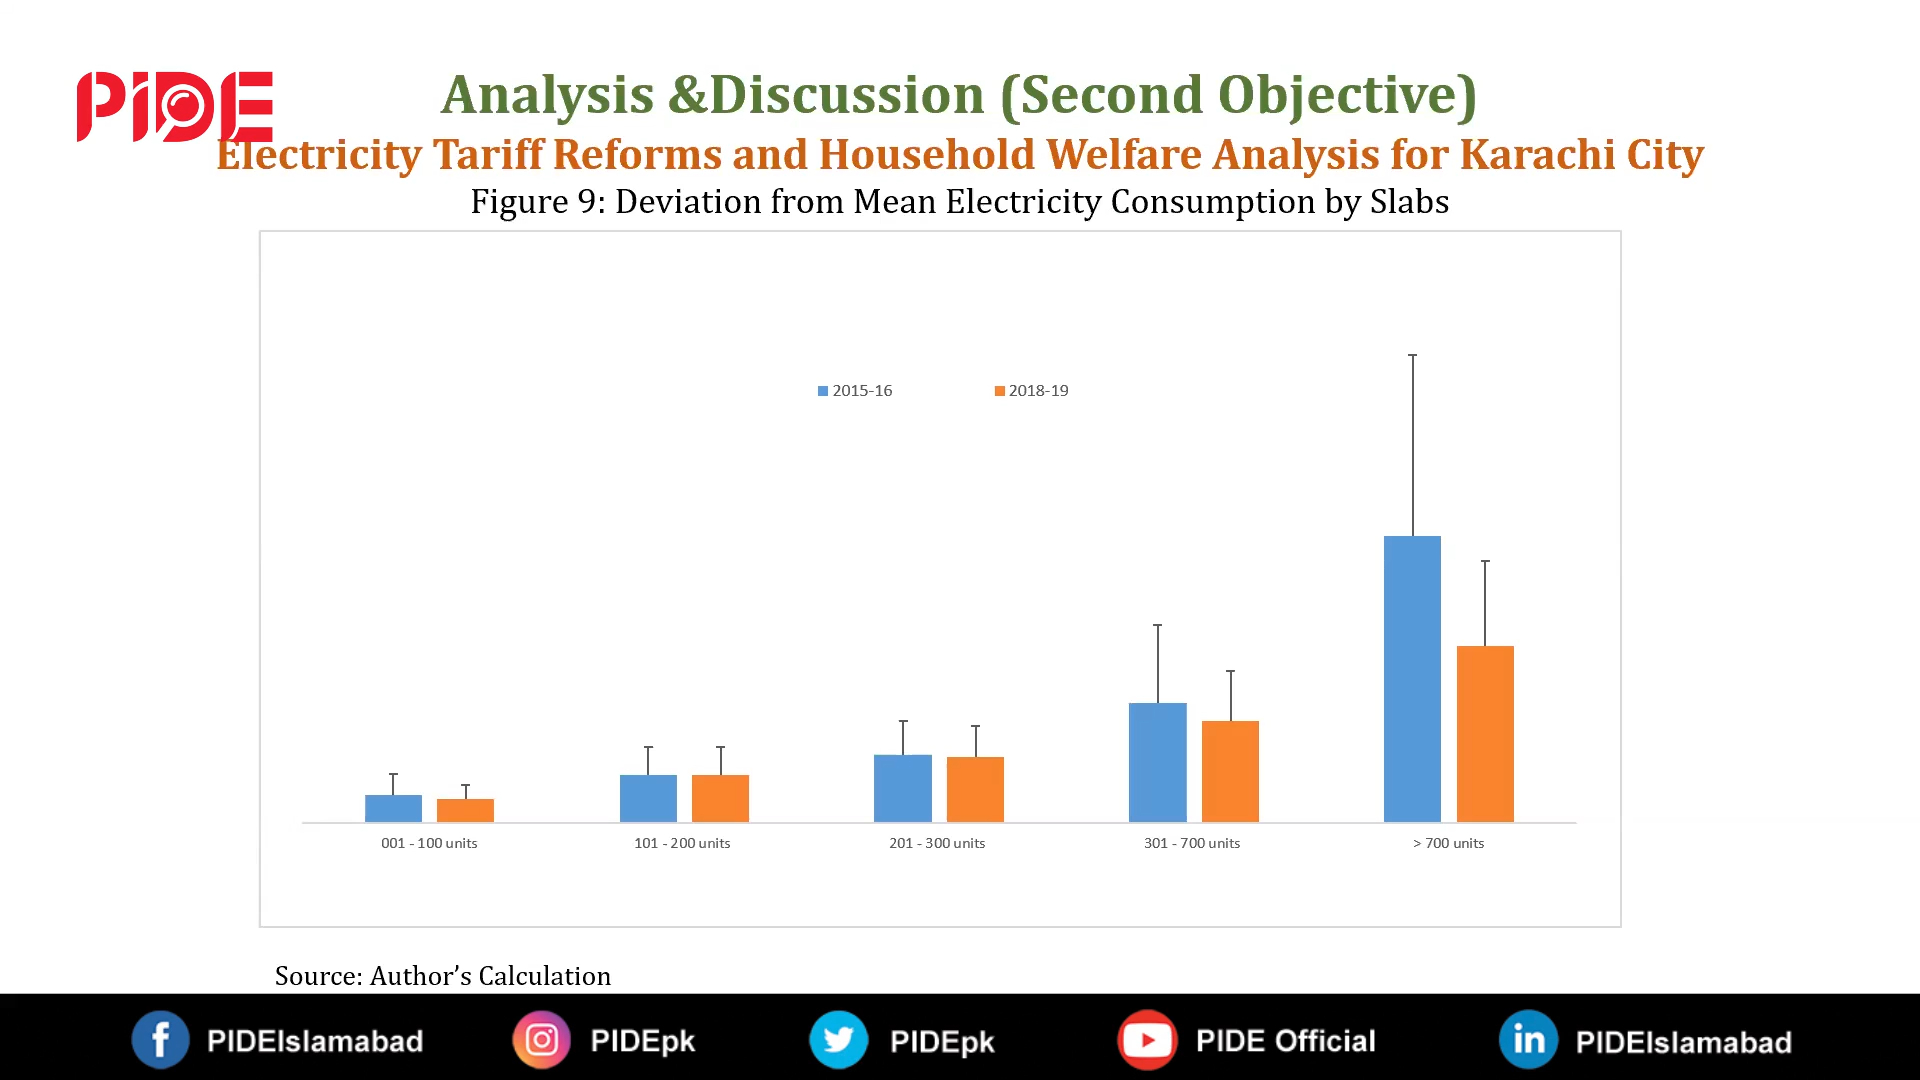 PIDE
Analysis &Discussion (Second Objective)
Electricity Tariff Reforms and Household Welfare Analysis for Karachi City
Figure 9: Deviation from Mean Electricity Consumption by Slabs
2015-16 2018-19
001 - 100 units 101 - 200 units 201 - 300 units 301 - 700 units > 700 units
Source: Author’s Calculation
PIDEIslamabad PIDEpk PIDEpk PIDE Official PIDEIslamabad